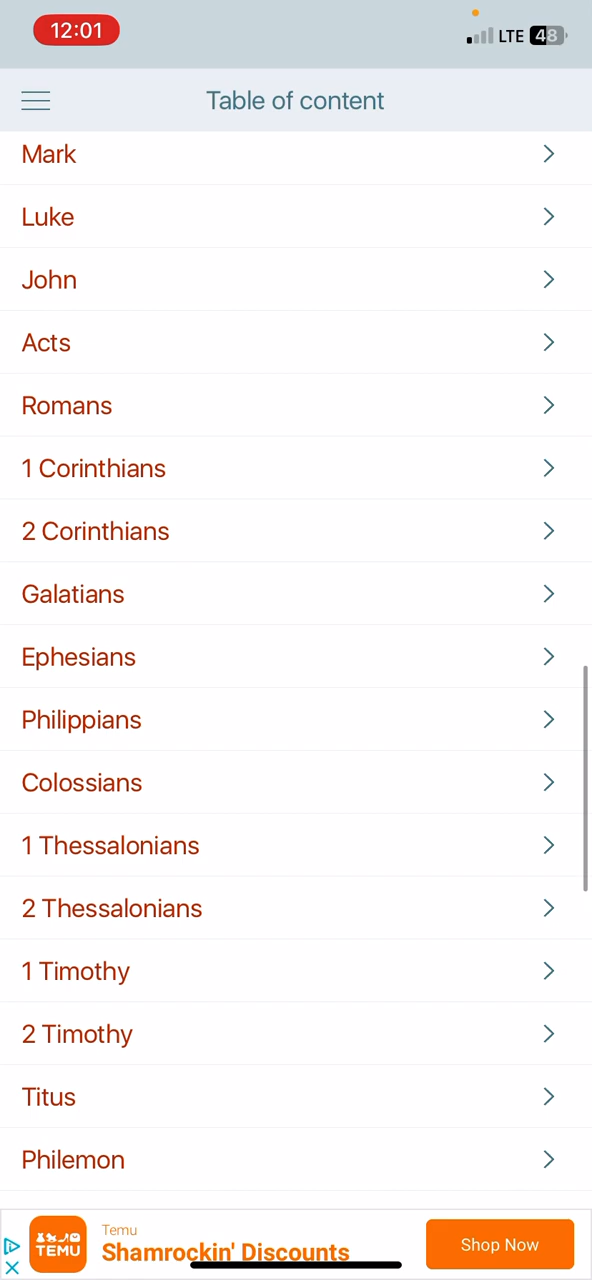 12:01
LTE 48
Table of content
Mark
Luke
John
Acts
Romans
1 Corinthians
2 Corinthians
Galatians
Ephesians
Philippians
Colossians
1 Thessalonians
2 Thessalonians
1 Timothy
2 Timothy
Titus
Philemon
TEMU
Temu
Shamrockin' Discounts
Shop Now